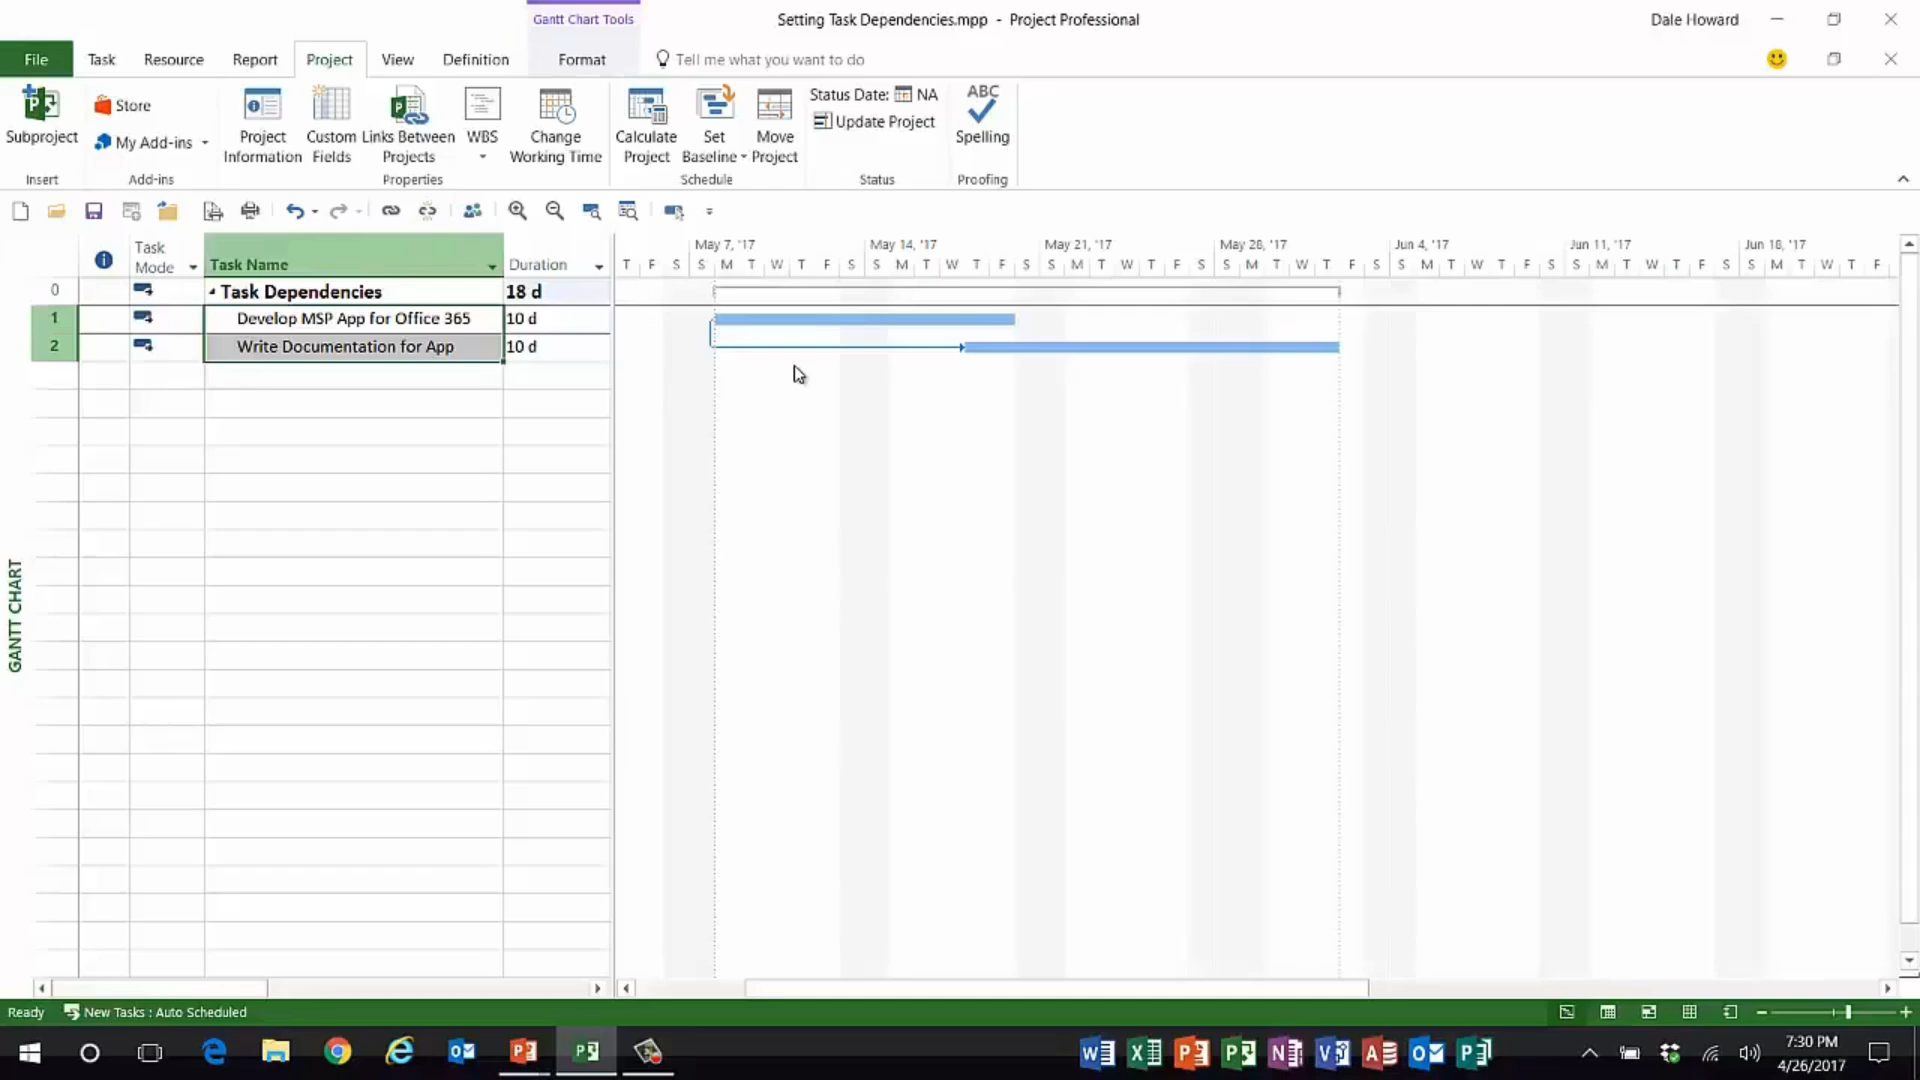 Gantt Chart Tools
Setting Task Dependencies.mpp - Project Professional
Dale Howard
File
Task
Resource
Report
Project
View
Definition
Format
Tell me what you want to do
Subproject
Insert
Store
My Add-ins
Add-ins
Project
Information
Custom
Fields
Links Between
Projects
WBS
Change
Working Time
Properties
Calculate
Project
Set
Baseline
Move
Project
Schedule
Status Date: NA
Update Project
Status
ABC
Spelling
Proofing
Task
Mode
Task Name
Duration
May 7, '17 May 14, '17 May 21, '17 May 28, '17 Jun 4, '17 Jun 11, '17 Jun 18, '17
T F S S M T W T F S S M T W T F S S M T W T F S S M T W T F S S M T W T F S S M T W T F S S M T W T F
0 Task Dependencies 18 d
1 Develop MSP App for Office 365 10 d
2 Write Documentation for App 10 d
GANTT CHART
Ready
New Tasks : Auto Scheduled
7:30 PM
4/26/2017